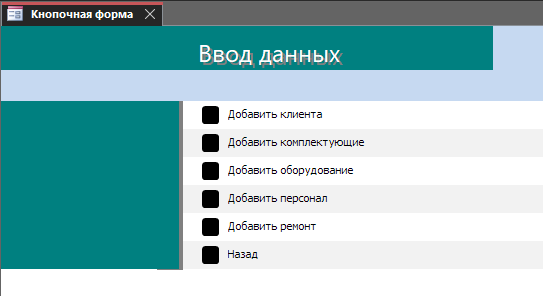 Кнопочная форма
Ввод данных
Добавить клиента
Добавить комплектующие
Добавить оборудование
Добавить персонал
Добавить ремонт
Назад